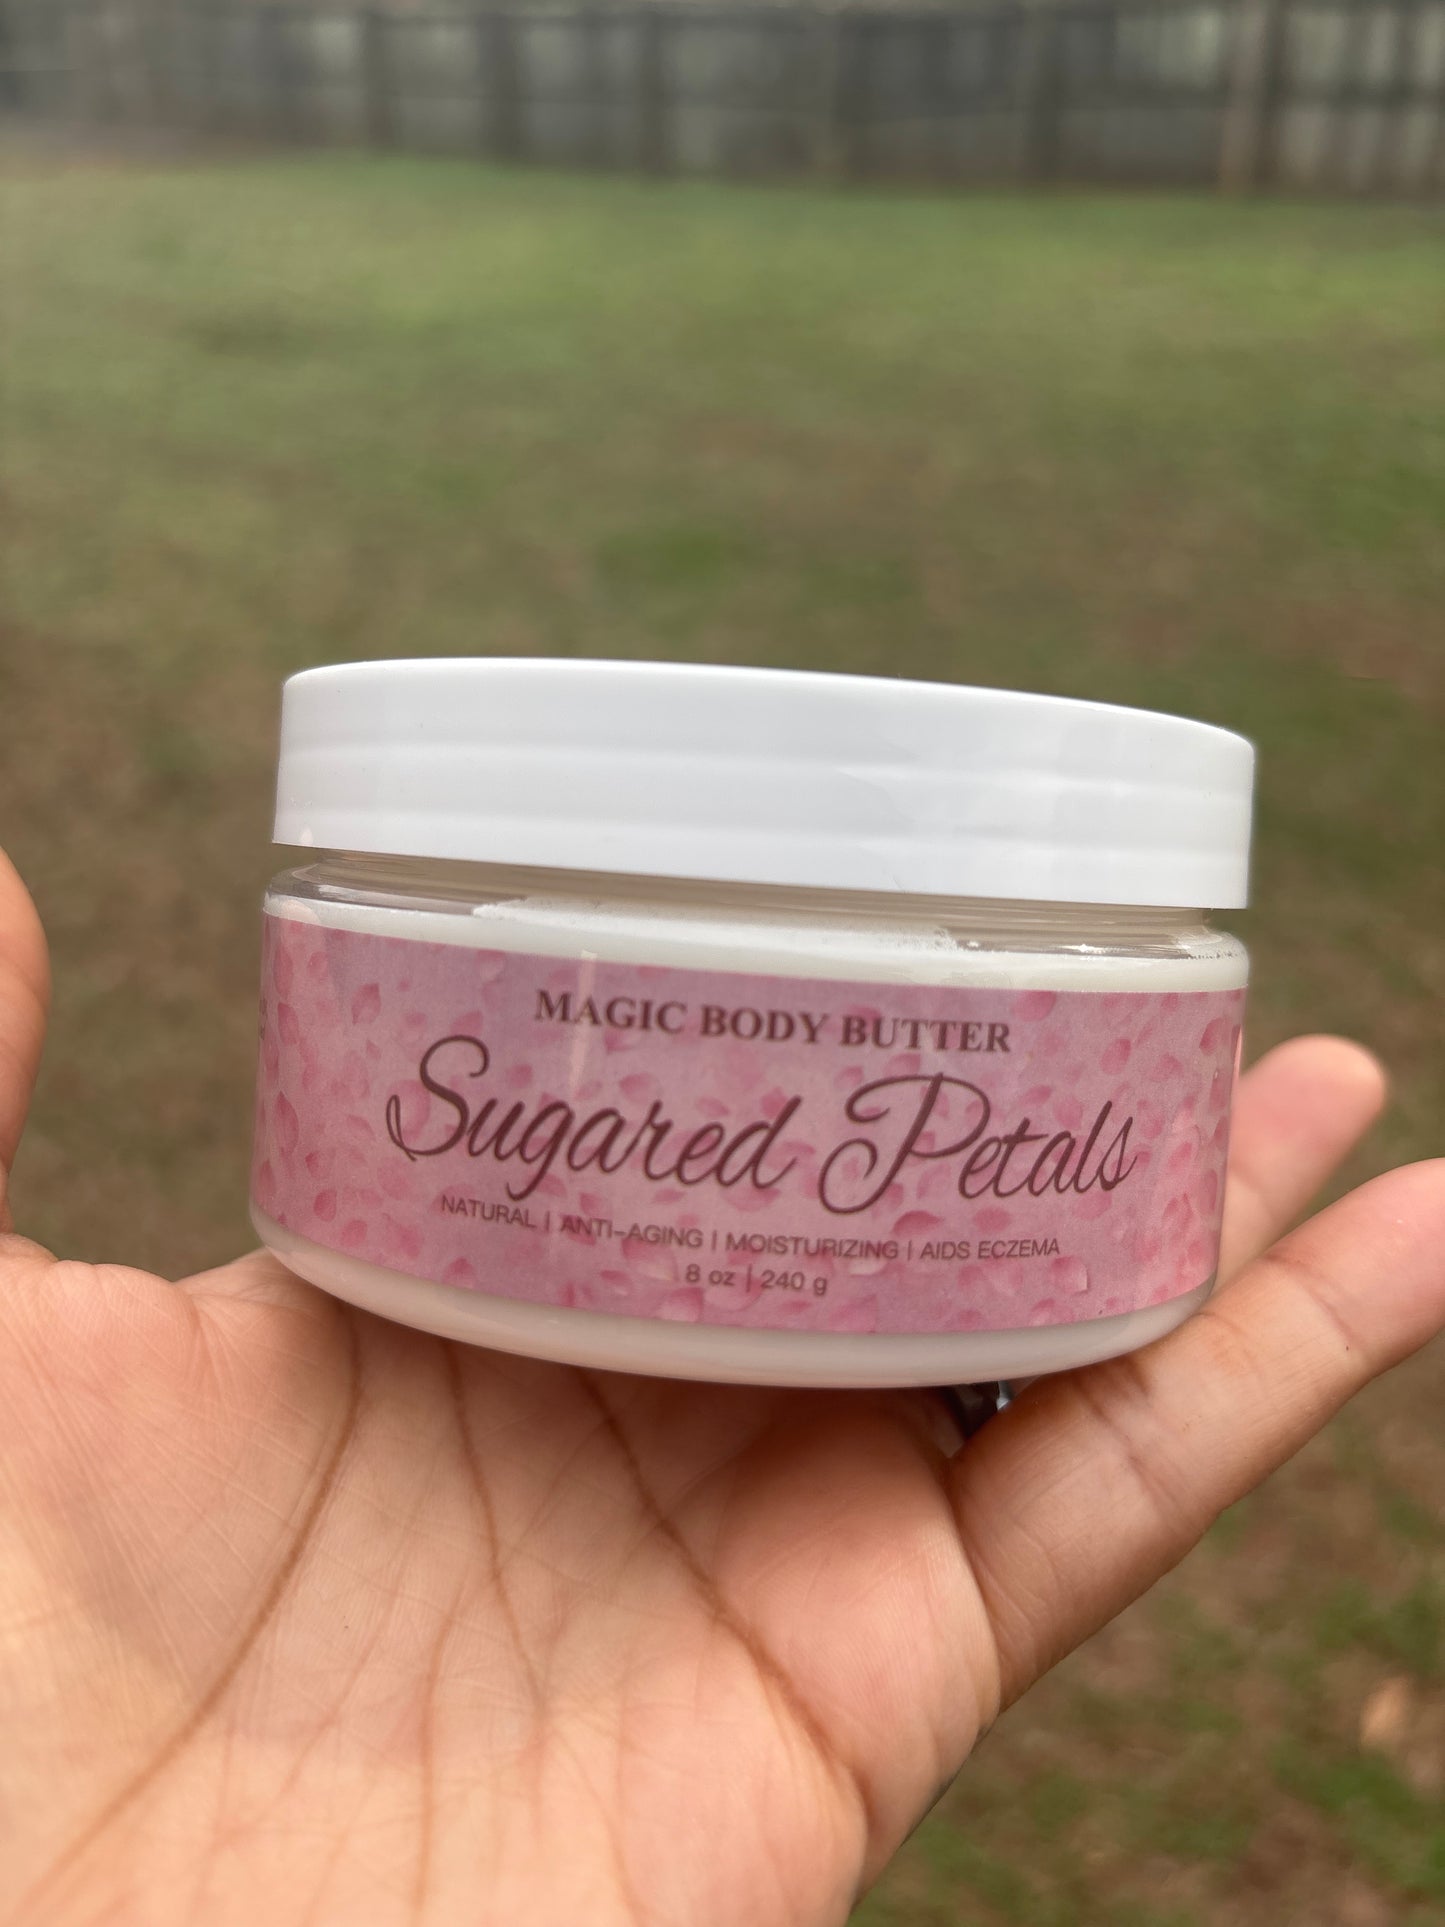 MAGIC BODY BUTTER
Sugared Petals
NATURAL | ANTI-AGING | MOISTURIZING | AIDS ECZEMA
8 oz | 240 g